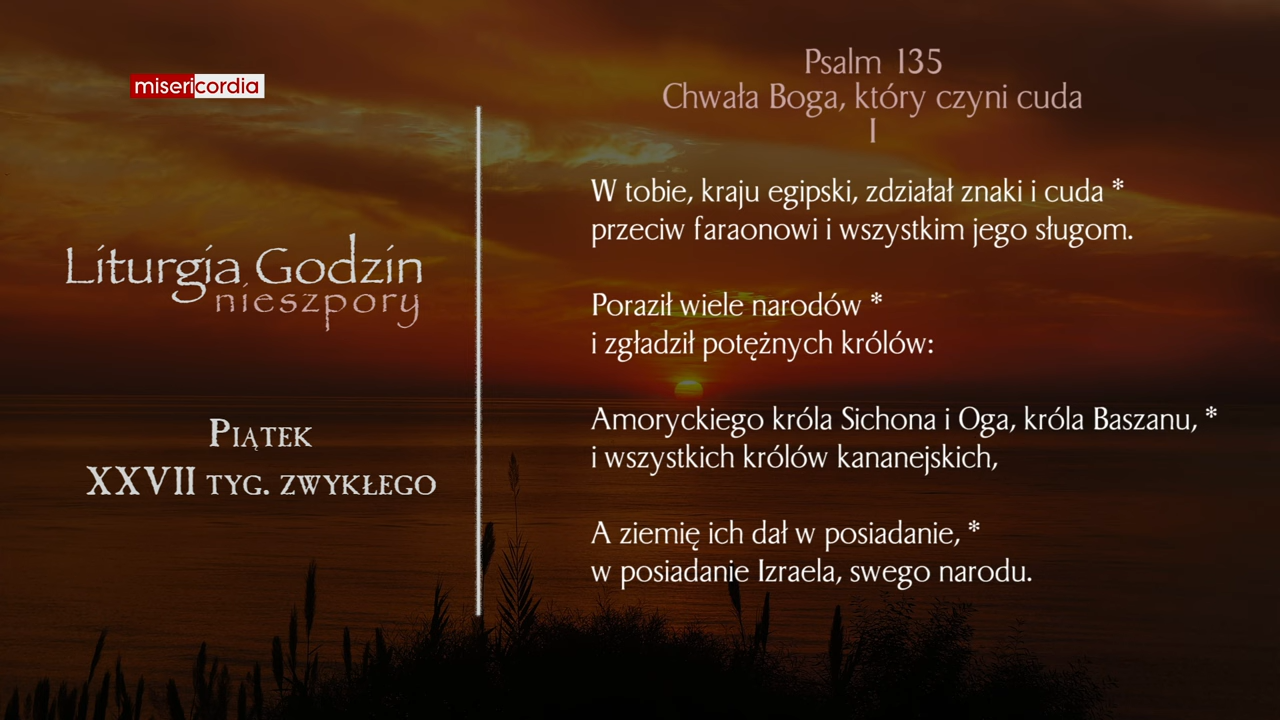 misericordia
Liturgia Godzin
nieszpory
Piątek
XXVII tyg. zwykłego
Psalm 135
Chwała Boga, który czyni cuda
I
W tobie, kraju egipski, zdziałał znaki i cuda *
przeciw faraonowi i wszystkim jego sługom.
Poraził wiele narodów *
i zgładził potężnych królów:
Amoryckiego króla Sichona i Oga, króla Baszanu, *
i wszystkich królów kananejskich,
A ziemię ich dał w posiadanie, *
w posiadanie Izraela, swego narodu.